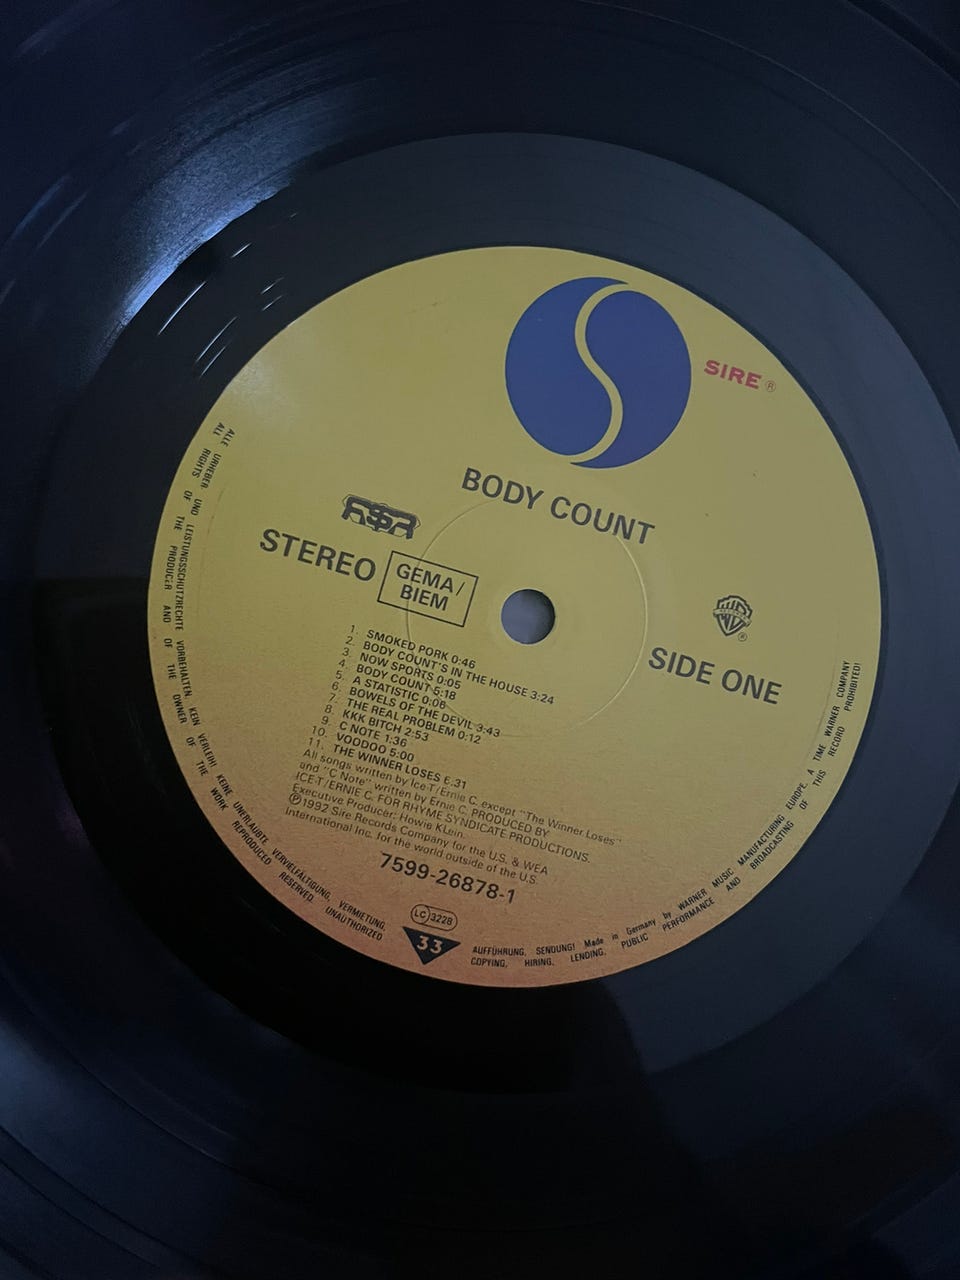 SIRE ®
BODY COUNT
STEREO
GEMA/
BIEM
SIDE ONE
1. SMOKED PORK 0:46
2. BODY COUNT'S IN THE HOUSE 3:24
3. NOW SPORTS 0:05
4. BODY COUNT 5:18
5. A STATISTIC 0:06
6. BOWELS OF THE DEVIL 3:43
7. THE REAL PROBLEM 0:12
8. KKK BITCH 2:53
9. C NOTE 1:36
10. VOODOO 5:00
11. THE WINNER LOSES 6.31
All songs written by Ice-T/Ernie C. except "The Winner Loses"
and "C Note" written by Ernie C. PRODUCED BY
ICE-T/ERNIE C. FOR RHYME SYNDICATE PRODUCTIONS.
Executive Producer: Howie Klein.
℗1992 Sire Records Company for the U.S. & WEA
International Inc. for the world outside of the U.S.
7599-26878-1
LC 3228
33
ALLE URHEBER- UND LEISTUNGSSCHUTZRECHTE VORBEHALTEN. KEIN VERLEIH! KEINE UNERLAUBTE VERVIELFÄLTIGUNG, VERMIETUNG, AUFFÜHRUNG, SENDUNG! Made in Germany by WARNER MUSIC MANUFACTURING EUROPE. A TIME WARNER COMPANY
ALL RIGHTS OF THE PRODUCER AND OF THE OWNER OF THE WORK REPRODUCED RESERVED. UNAUTHORIZED COPYING, HIRING, LENDING, PUBLIC PERFORMANCE AND BROADCASTING OF THIS RECORD PROHIBITED!